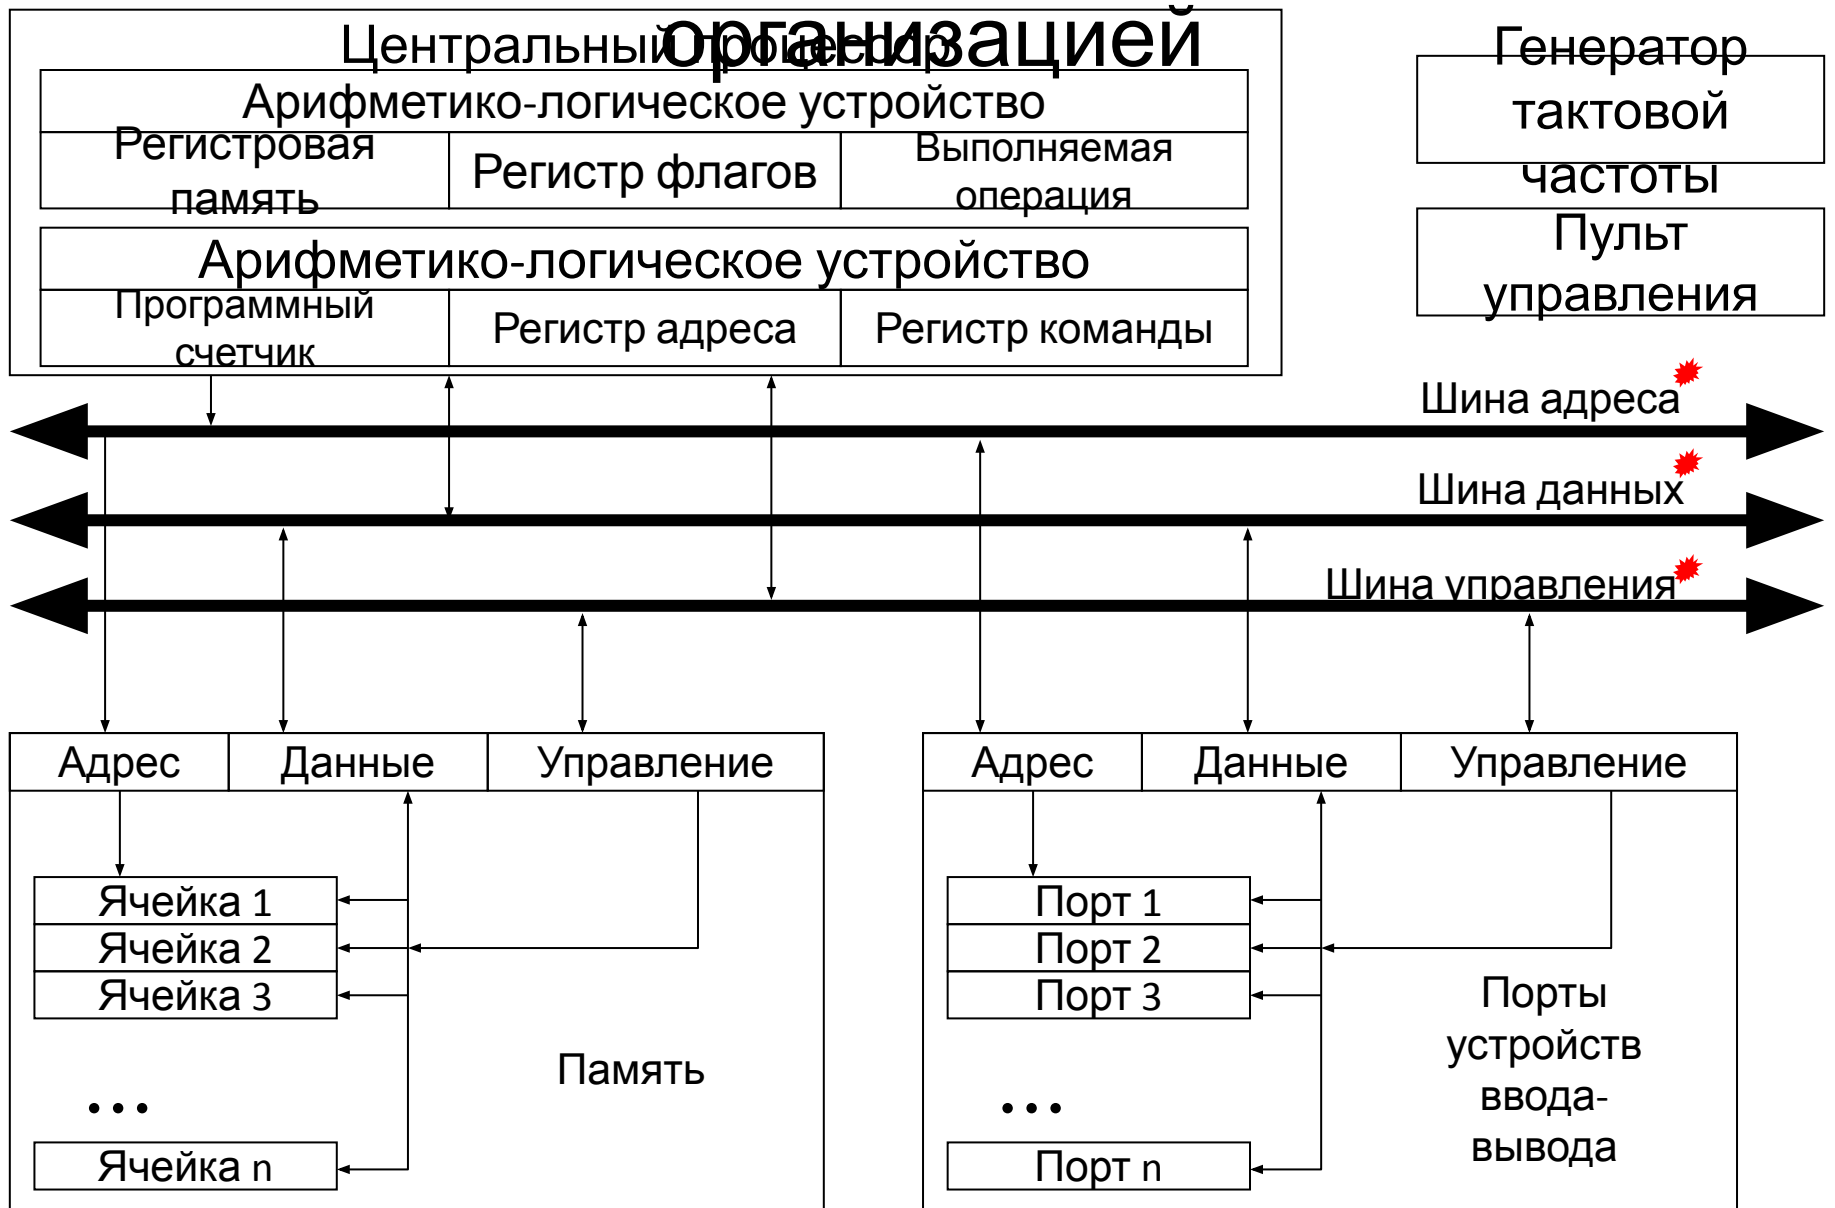 организацией
Центральный процессор
Арифметико-логическое устройство
Регистровая
память
Регистр флагов
Выполняемая
операция
Арифметико-логическое устройство
Программный
счетчик
Регистр адреса
Регистр команды
Генератор
тактовой
частоты
Пульт
управления
Шина адреса
Шина данных
Шина управления
Адрес
Данные
Управление
Ячейка 1
Ячейка 2
Ячейка 3
...
Ячейка n
Память
Адрес
Данные
Управление
Порт 1
Порт 2
Порт 3
...
Порт n
Порты
устройств
ввода-
вывода